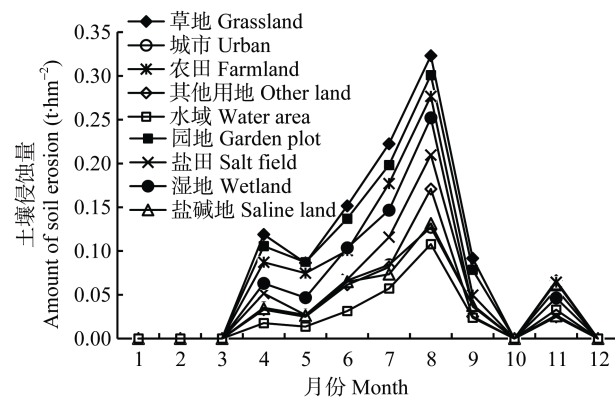 土壤侵蚀量
Amount of soil erosion (t·hm⁻²)
0.35
0.30
0.25
0.20
0.15
0.10
0.05
0.00
草地 Grassland
城市 Urban
农田 Farmland
其他用地 Other land
水域 Water area
园地 Garden plot
盐田 Salt field
湿地 Wetland
盐碱地 Saline land
1 2 3 4 5 6 7 8 9 10 11 12
月份 Month